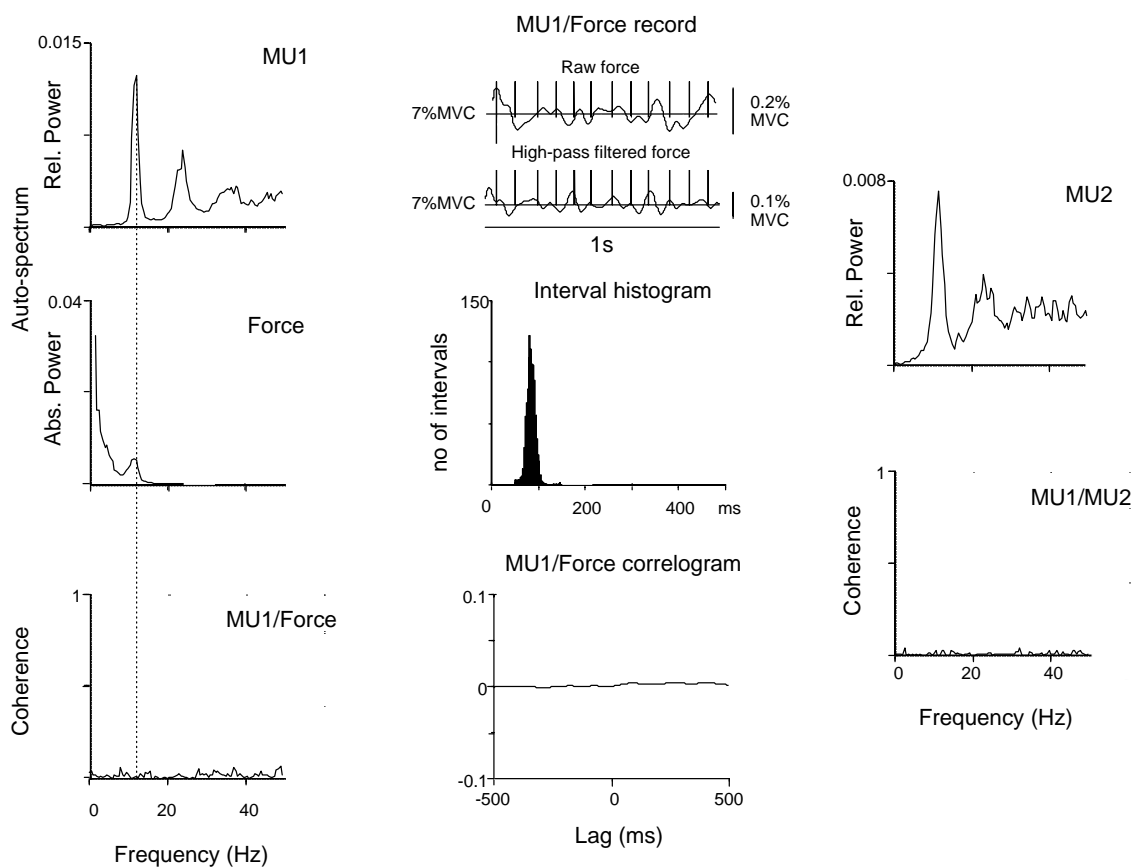 MU1/Force record
0.015
MU1
Rel. Power
Auto-spectrum
Raw force
7%MVC
0.2%
MVC
High-pass filtered force
7%MVC
0.1%
MVC
1s
0
20
40
0.008
MU2
Rel. Power
0.04
Force
Abs. Power
Interval histogram
150
no of intervals
0
200
400
ms
1
MU1/MU2
Coherence
0
20
40
Frequency (Hz)
1
MU1/Force
Coherence
0
20
40
Frequency (Hz)
MU1/Force correlogram
0.1
0
-0.1
-500
0
500
Lag (ms)